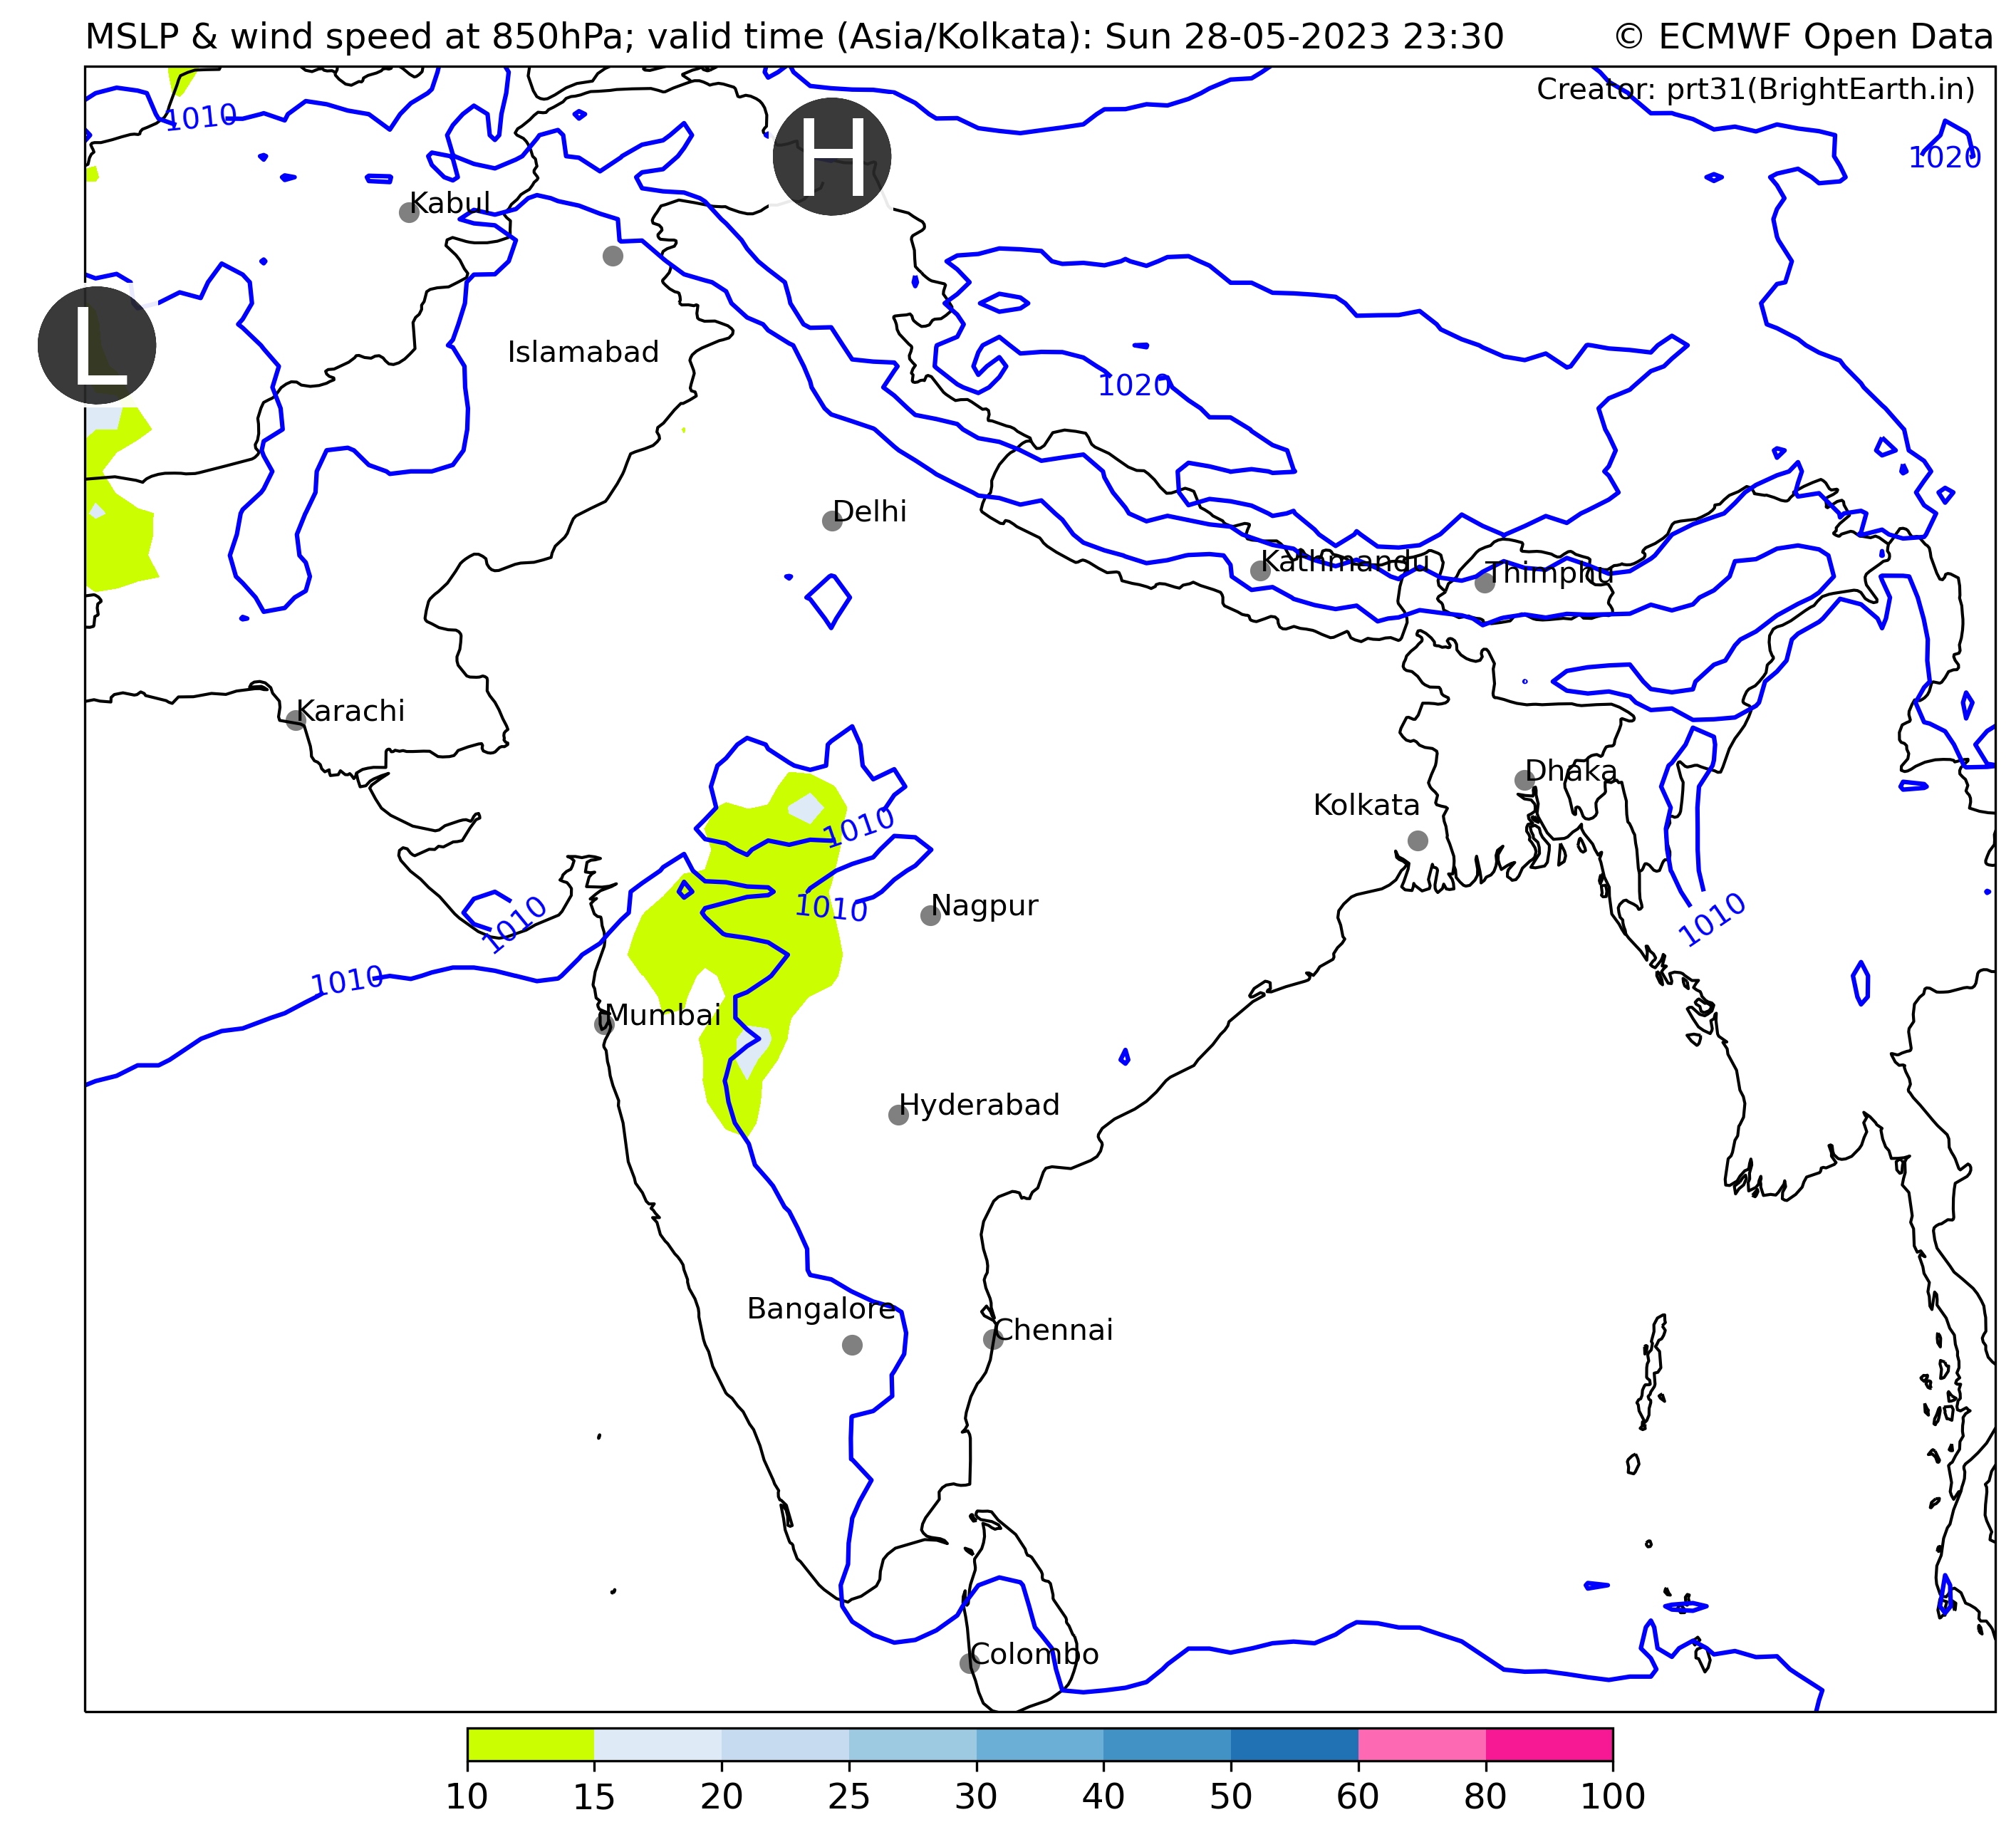 MSLP & wind speed at 850hPa; valid time (Asia/Kolkata): Sun 28-05-2023 23:30
© ECMWF Open Data
Creator: prt31(BrightEarth.in)
1010
H
1020
Kabul
L
Islamabad
1020
Delhi
Kathmandu
Thimphu
Karachi
Dhaka
Kolkata
1010
1010
Nagpur
1010
1010
1010
Mumbai
Hyderabad
Bangalore
Chennai
Colombo
10 15 20 25 30 40 50 60 80 100